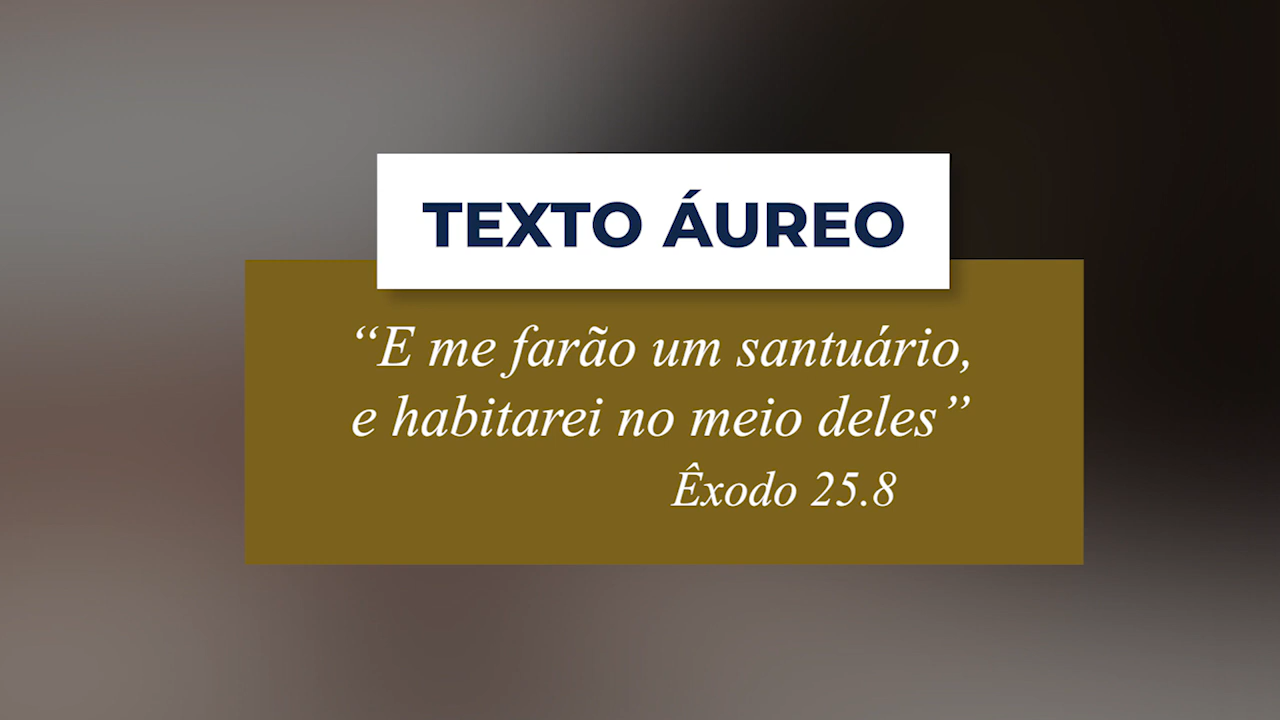 TEXTO ÁUREO
“E me farão um santuário,
e habitarei no meio deles”
Êxodo 25.8